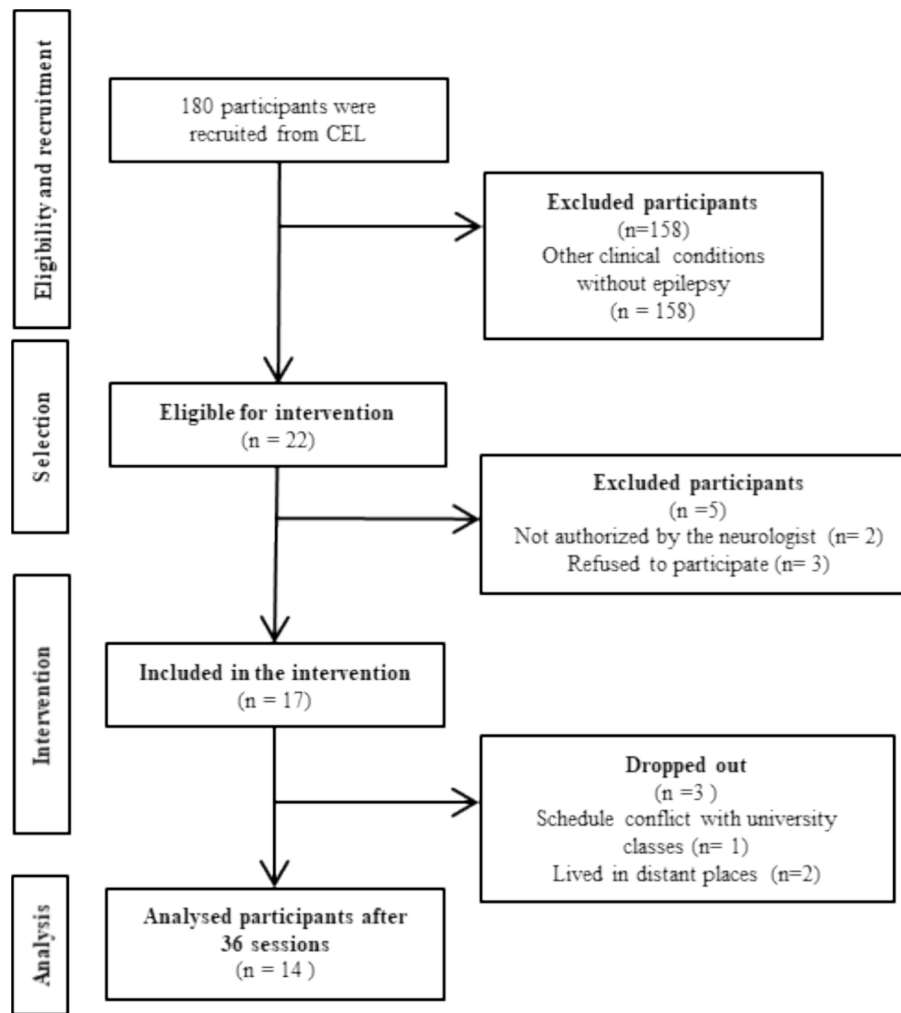 Eligibility and recruitment
180 participants were
recruited from CEL
Excluded participants
(n=158)
Other clinical conditions
without epilepsy
(n = 158)
Selection
Eligible for intervention
(n = 22)
Excluded participants
(n =5)
Not authorized by the neurologist (n= 2)
Refused to participate (n= 3)
Intervention
Included in the intervention
(n = 17)
Dropped out
(n =3 )
Schedule conflict with university
classes (n= 1)
Lived in distant places (n=2)
Analysis
Analysed participants after
36 sessions
(n = 14 )